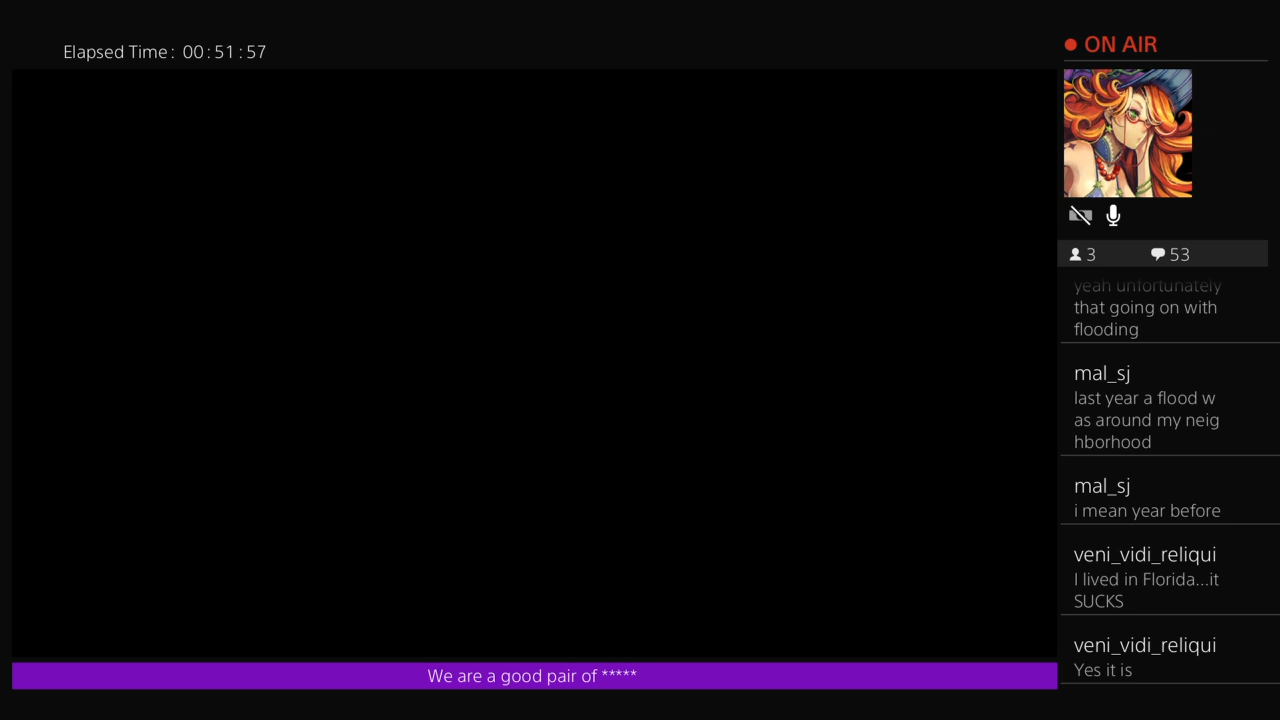 Elapsed Time: 00:51:57
ON AIR
3 53
yeah unfortunately
that going on with
flooding
mal_sj
last year a flood w
as around my neig
hborhood
mal_sj
i mean year before
veni_vidi_reliqui
I lived in Florida...it
SUCKS
veni_vidi_reliqui
Yes it is
We are a good pair of *****